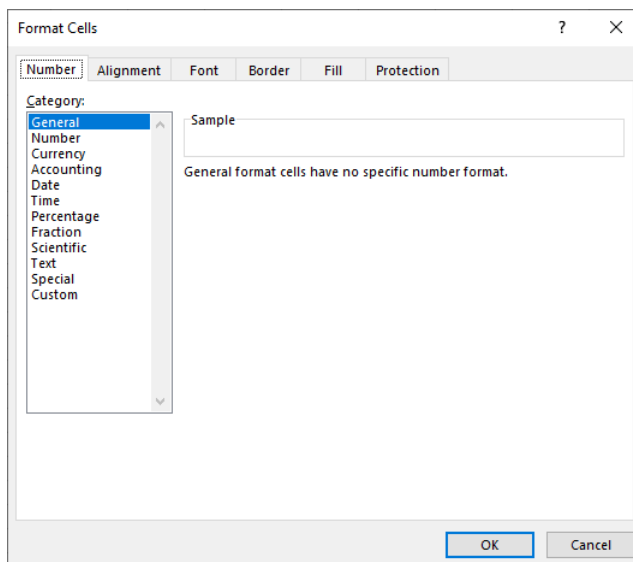 Format Cells ?
Number Alignment Font Border Fill Protection
Category:
General
Number
Currency
Accounting
Date
Time
Percentage
Fraction
Scientific
Text
Special
Custom
Sample
General format cells have no specific number format.
OK Cancel